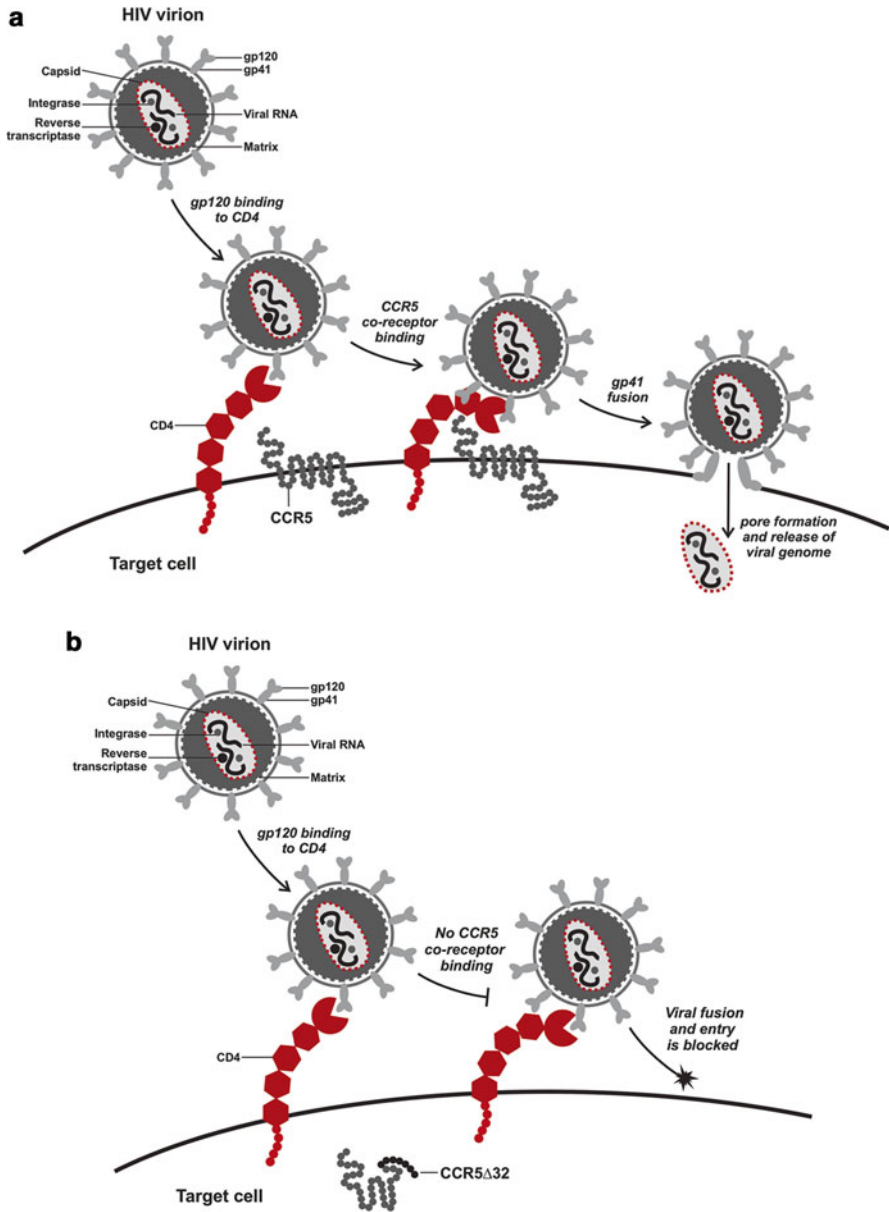 a
HIV virion
gp120
gp41
Capsid
Integrase
Reverse
transcriptase
Viral RNA
Matrix
gp120 binding
to CD4
CCR5
co-receptor
binding
gp41
fusion
CD4
CCR5
pore formation
and release of
viral genome
Target cell
b
HIV virion
gp120
gp41
Capsid
Integrase
Reverse
transcriptase
Viral RNA
Matrix
gp120 binding
to CD4
No CCR5
co-receptor
binding
Viral fusion
and entry
is blocked
CD4
CCR5Δ32
Target cell